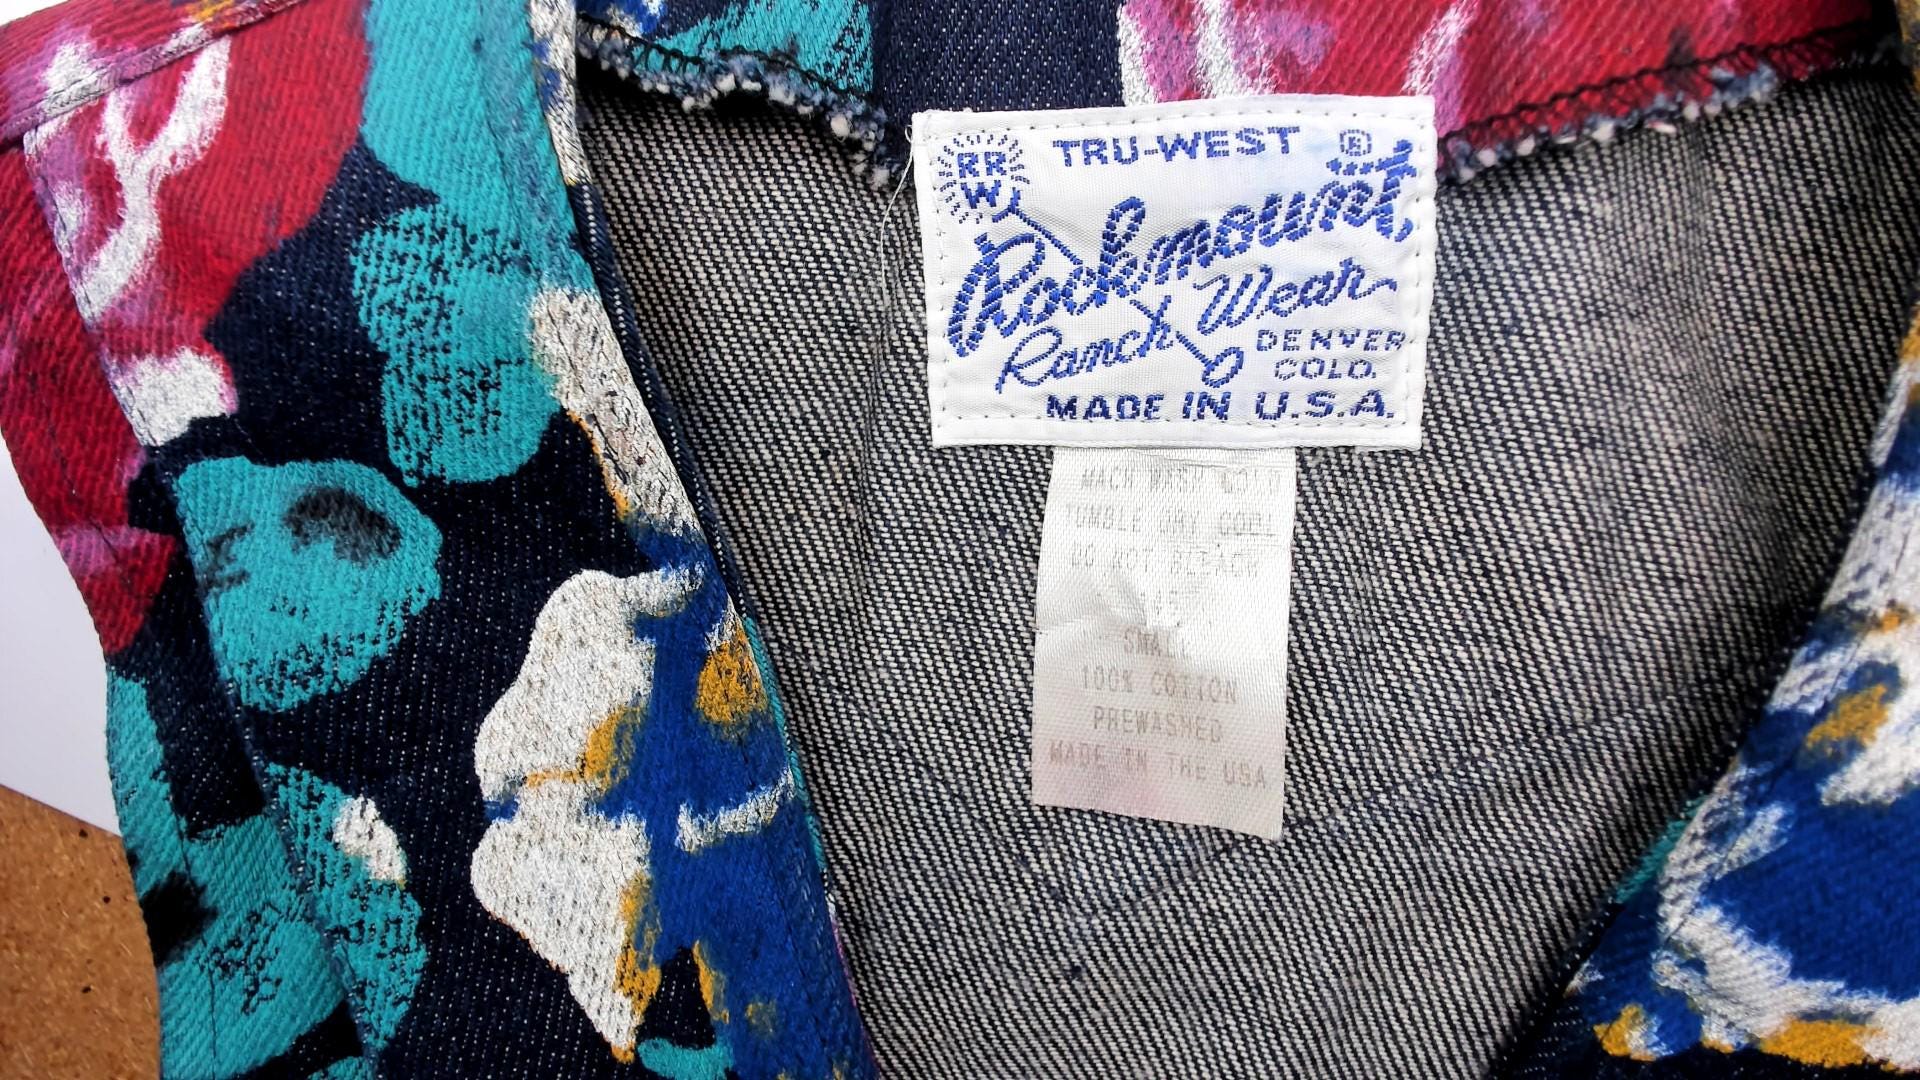 TRU-WEST ®
RR
W
Rockmount
Ranch Wear
DENVER
COLO.
MADE IN U.S.A.
MACH WASH COLD
TUMBLE DRY COOL
DO NOT BLEACH
SMALL
100% COTTON
PREWASHED
MADE IN THE USA